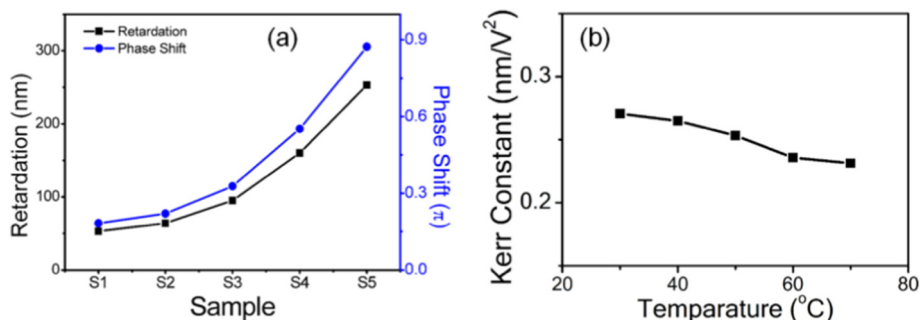 (a)
Retardation
Phase Shift
Retardation (nm)
300
200
100
0
Phase Shift (π)
0.9
0.6
0.3
0.0
S1 S2 S3 S4 S5
Sample
(b)
Kerr Constant (nm/V²)
0.3
0.2
20 40 60 80
Temparature (°C)